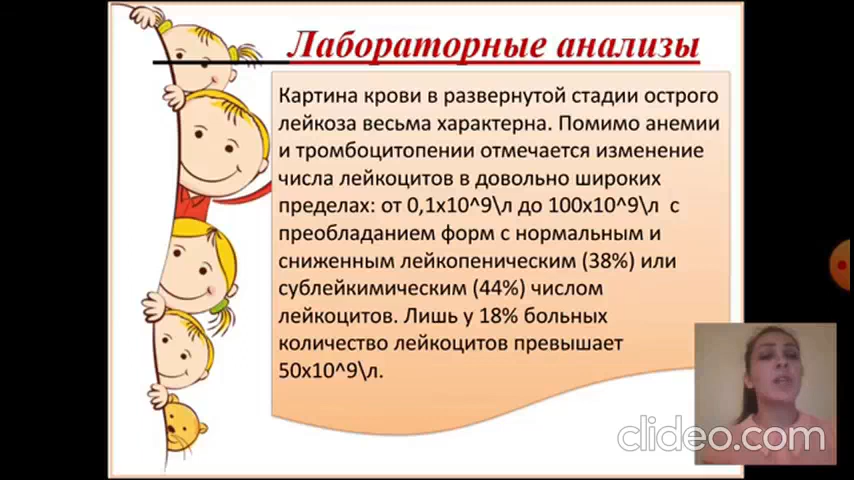 Лабораторные анализы
Картина крови в развернутой стадии острого
лейкоза весьма характерна. Помимо анемии
и тромбоцитопении отмечается изменение
числа лейкоцитов в довольно широких
пределах: от 0,1х10^9\л до 100х10^9\л с
преобладанием форм с нормальным и
сниженным лейкопеническим (38%) или
сублейкимическим (44%) числом
лейкоцитов. Лишь у 18% больных
количество лейкоцитов превышает
50х10^9\л.
clideo.com